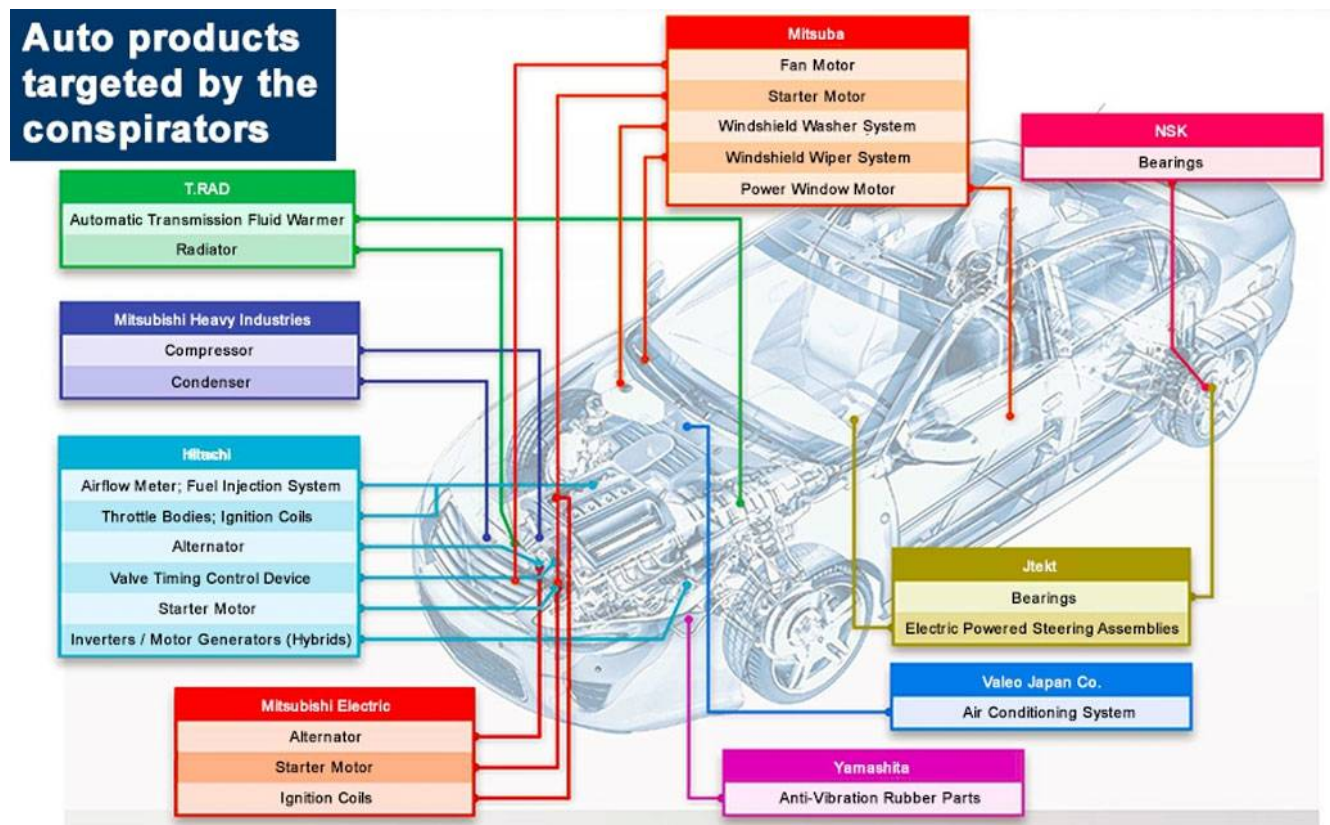 Auto products
targeted by the
conspirators
Mitsuba
Fan Motor
Starter Motor
Windshield Washer System
Windshield Wiper System
Power Window Motor
NSK
Bearings
T.RAD
Automatic Transmission Fluid Warmer
Radiator
Mitsubishi Heavy Industries
Compressor
Condenser
Hitachi
Airflow Meter; Fuel Injection System
Throttle Bodies; Ignition Coils
Alternator
Valve Timing Control Device
Starter Motor
Inverters / Motor Generators (Hybrids)
Jtekt
Bearings
Electric Powered Steering Assemblies
Valeo Japan Co.
Air Conditioning System
Mitsubishi Electric
Alternator
Starter Motor
Ignition Coils
Yamashita
Anti-Vibration Rubber Parts